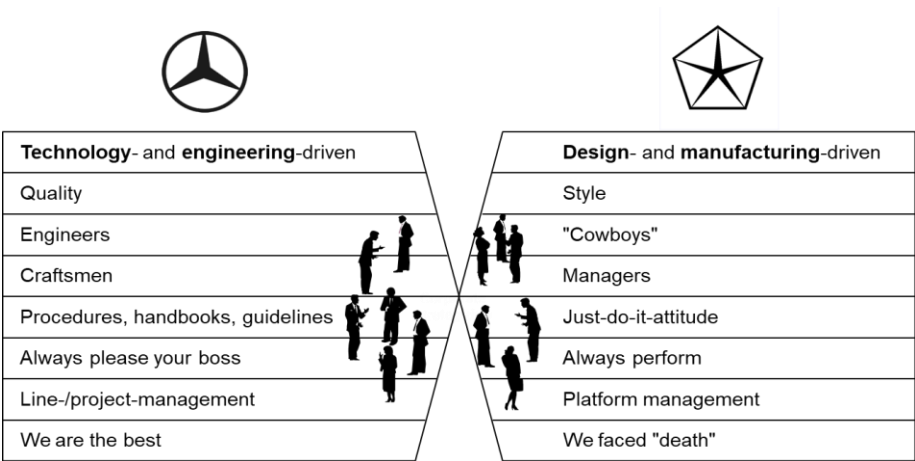 Technology- and engineering-driven
Design- and manufacturing-driven
Quality
Style
Engineers
"Cowboys"
Craftsmen
Managers
Procedures, handbooks, guidelines
Just-do-it-attitude
Always please your boss
Always perform
Line-/project-management
Platform management
We are the best
We faced "death"